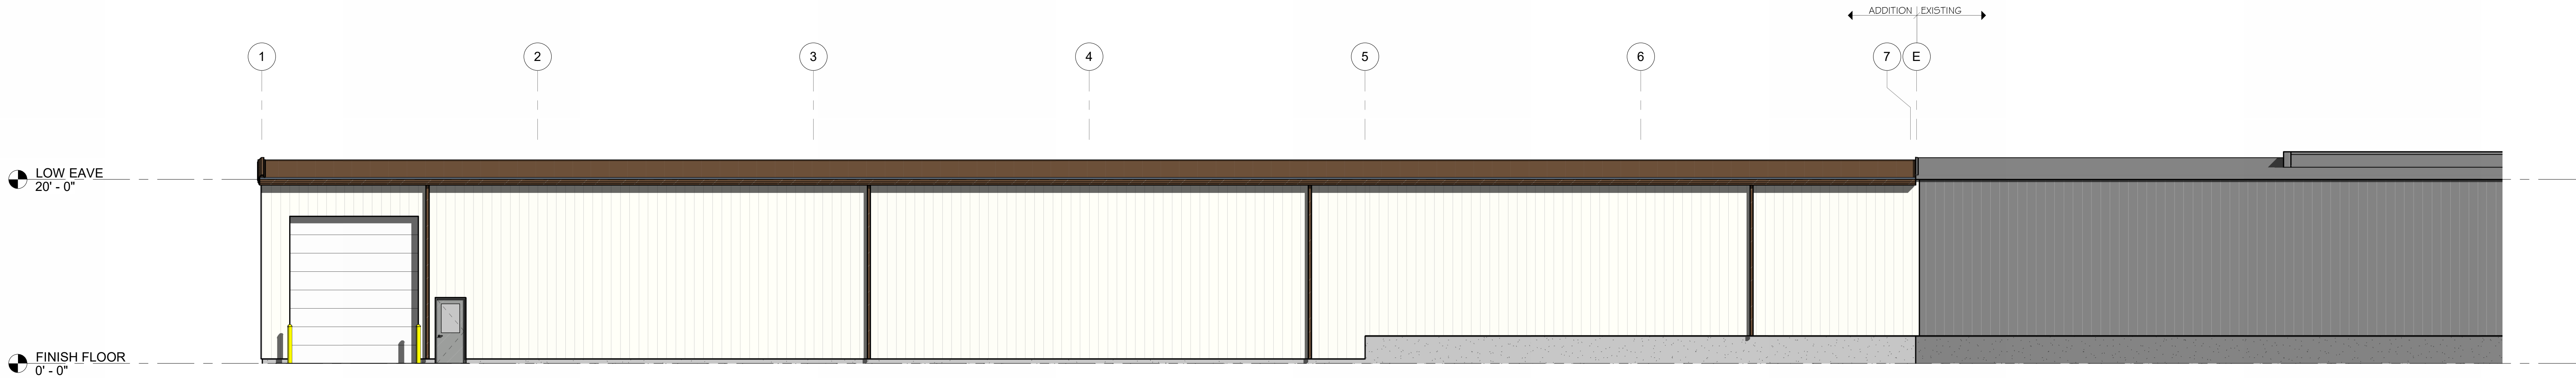 ADDITION EXISTING
1 2 3 4 5 6 7 E
LOW EAVE
20' - 0"
FINISH FLOOR
0' - 0"